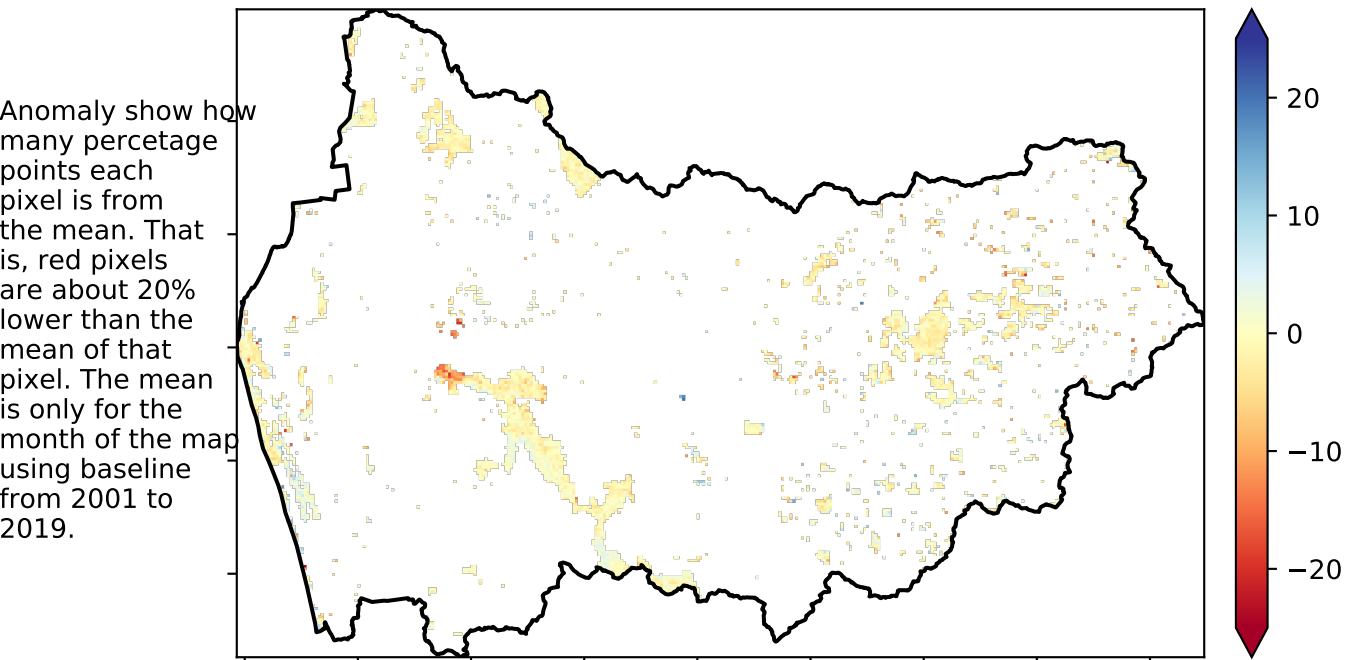 Anomaly show how
many percetage
points each
pixel is from
the mean. That
is, red pixels
are about 20%
lower than the
mean of that
pixel. The mean
is only for the
month of the map
using baseline
from 2001 to
2019.
20
10
0
−10
−20